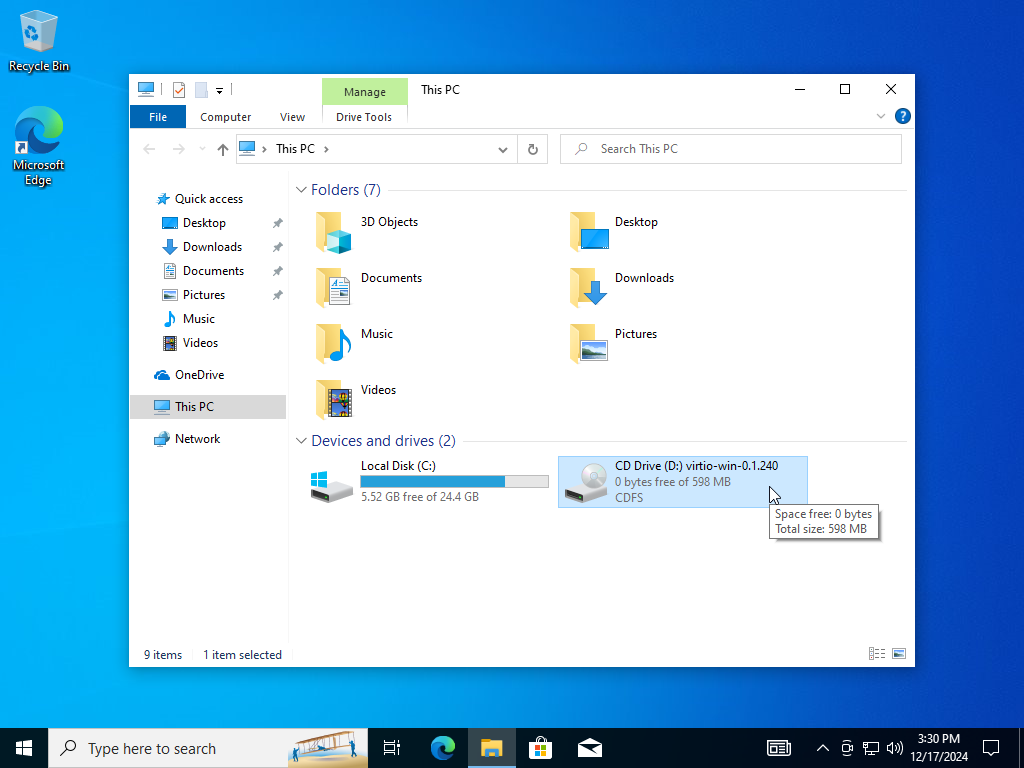 Recycle Bin
Microsoft
Edge
Manage
This PC
File
Computer
View
Drive Tools
This PC
Search This PC
Quick access
Desktop
Downloads
Documents
Pictures
Music
Videos
OneDrive
This PC
Network
Folders (7)
3D Objects
Desktop
Documents
Downloads
Music
Pictures
Videos
Devices and drives (2)
Local Disk (C:)
5.52 GB free of 24.4 GB
CD Drive (D:) virtio-win-0.1.240
0 bytes free of 598 MB
CDFS
Space free: 0 bytes
Total size: 598 MB
9 items
1 item selected
Type here to search
3:30 PM
12/17/2024